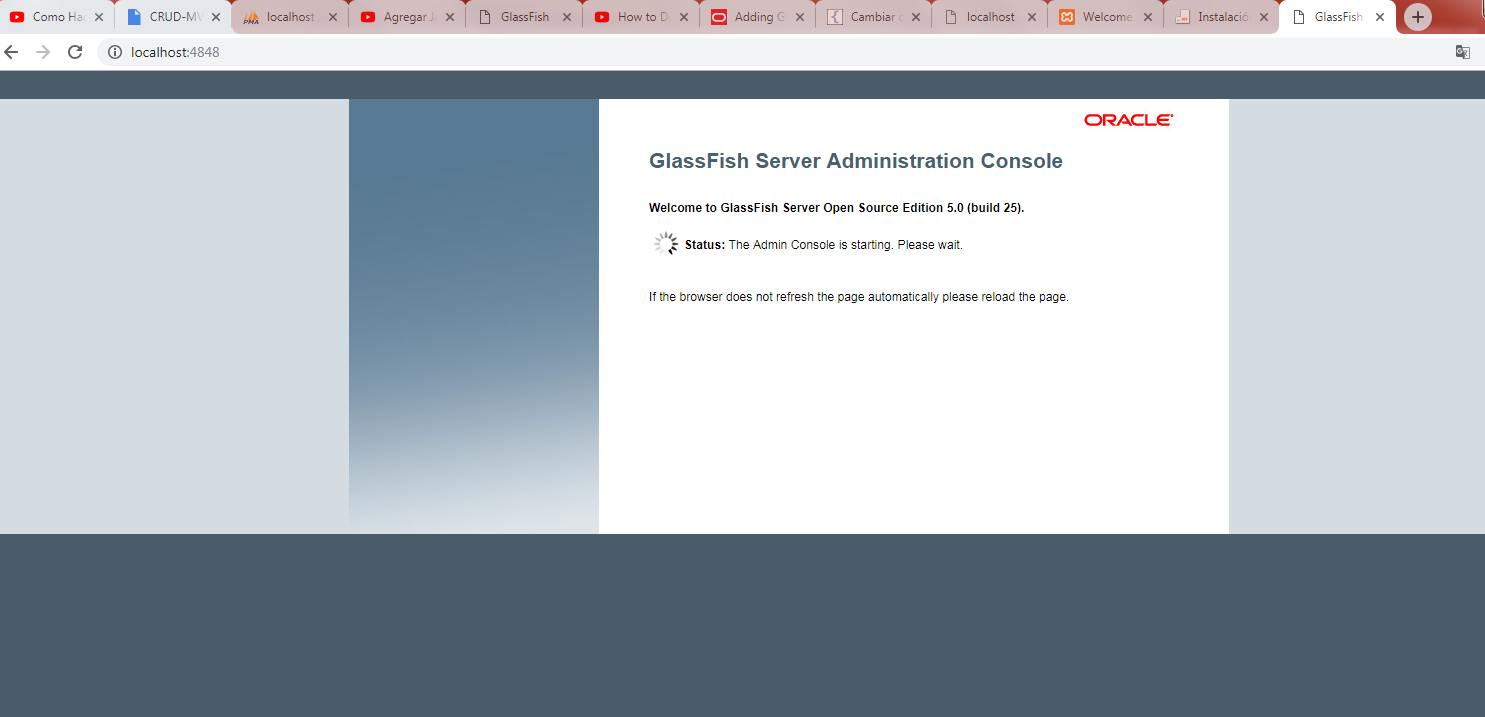 Como Ha
CRUD-MV
localhost
Agregar J
GlassFish
How to D
Adding G
Cambiar
localhost
Welcome
Instalació
GlassFish
localhost:4848
ORACLE
GlassFish Server Administration Console
Welcome to GlassFish Server Open Source Edition 5.0 (build 25).
Status: The Admin Console is starting. Please wait.
If the browser does not refresh the page automatically please reload the page.